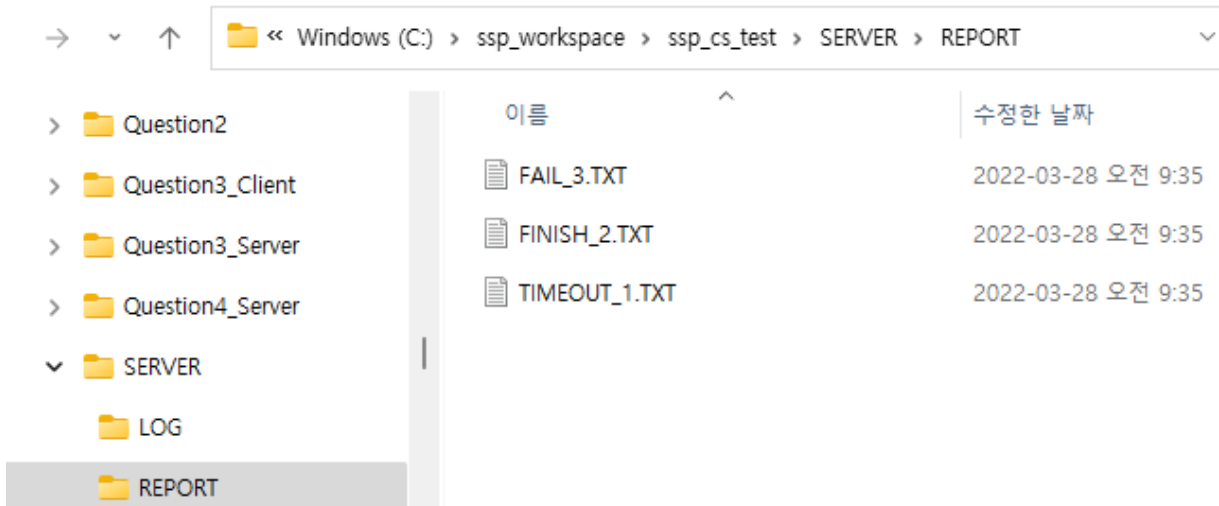 « Windows (C:) > ssp_workspace > ssp_cs_test > SERVER > REPORT
Question2
Question3_Client
Question3_Server
Question4_Server
SERVER
LOG
REPORT
이름 수정한 날짜
FAIL_3.TXT 2022-03-28 오전 9:35
FINISH_2.TXT 2022-03-28 오전 9:35
TIMEOUT_1.TXT 2022-03-28 오전 9:35